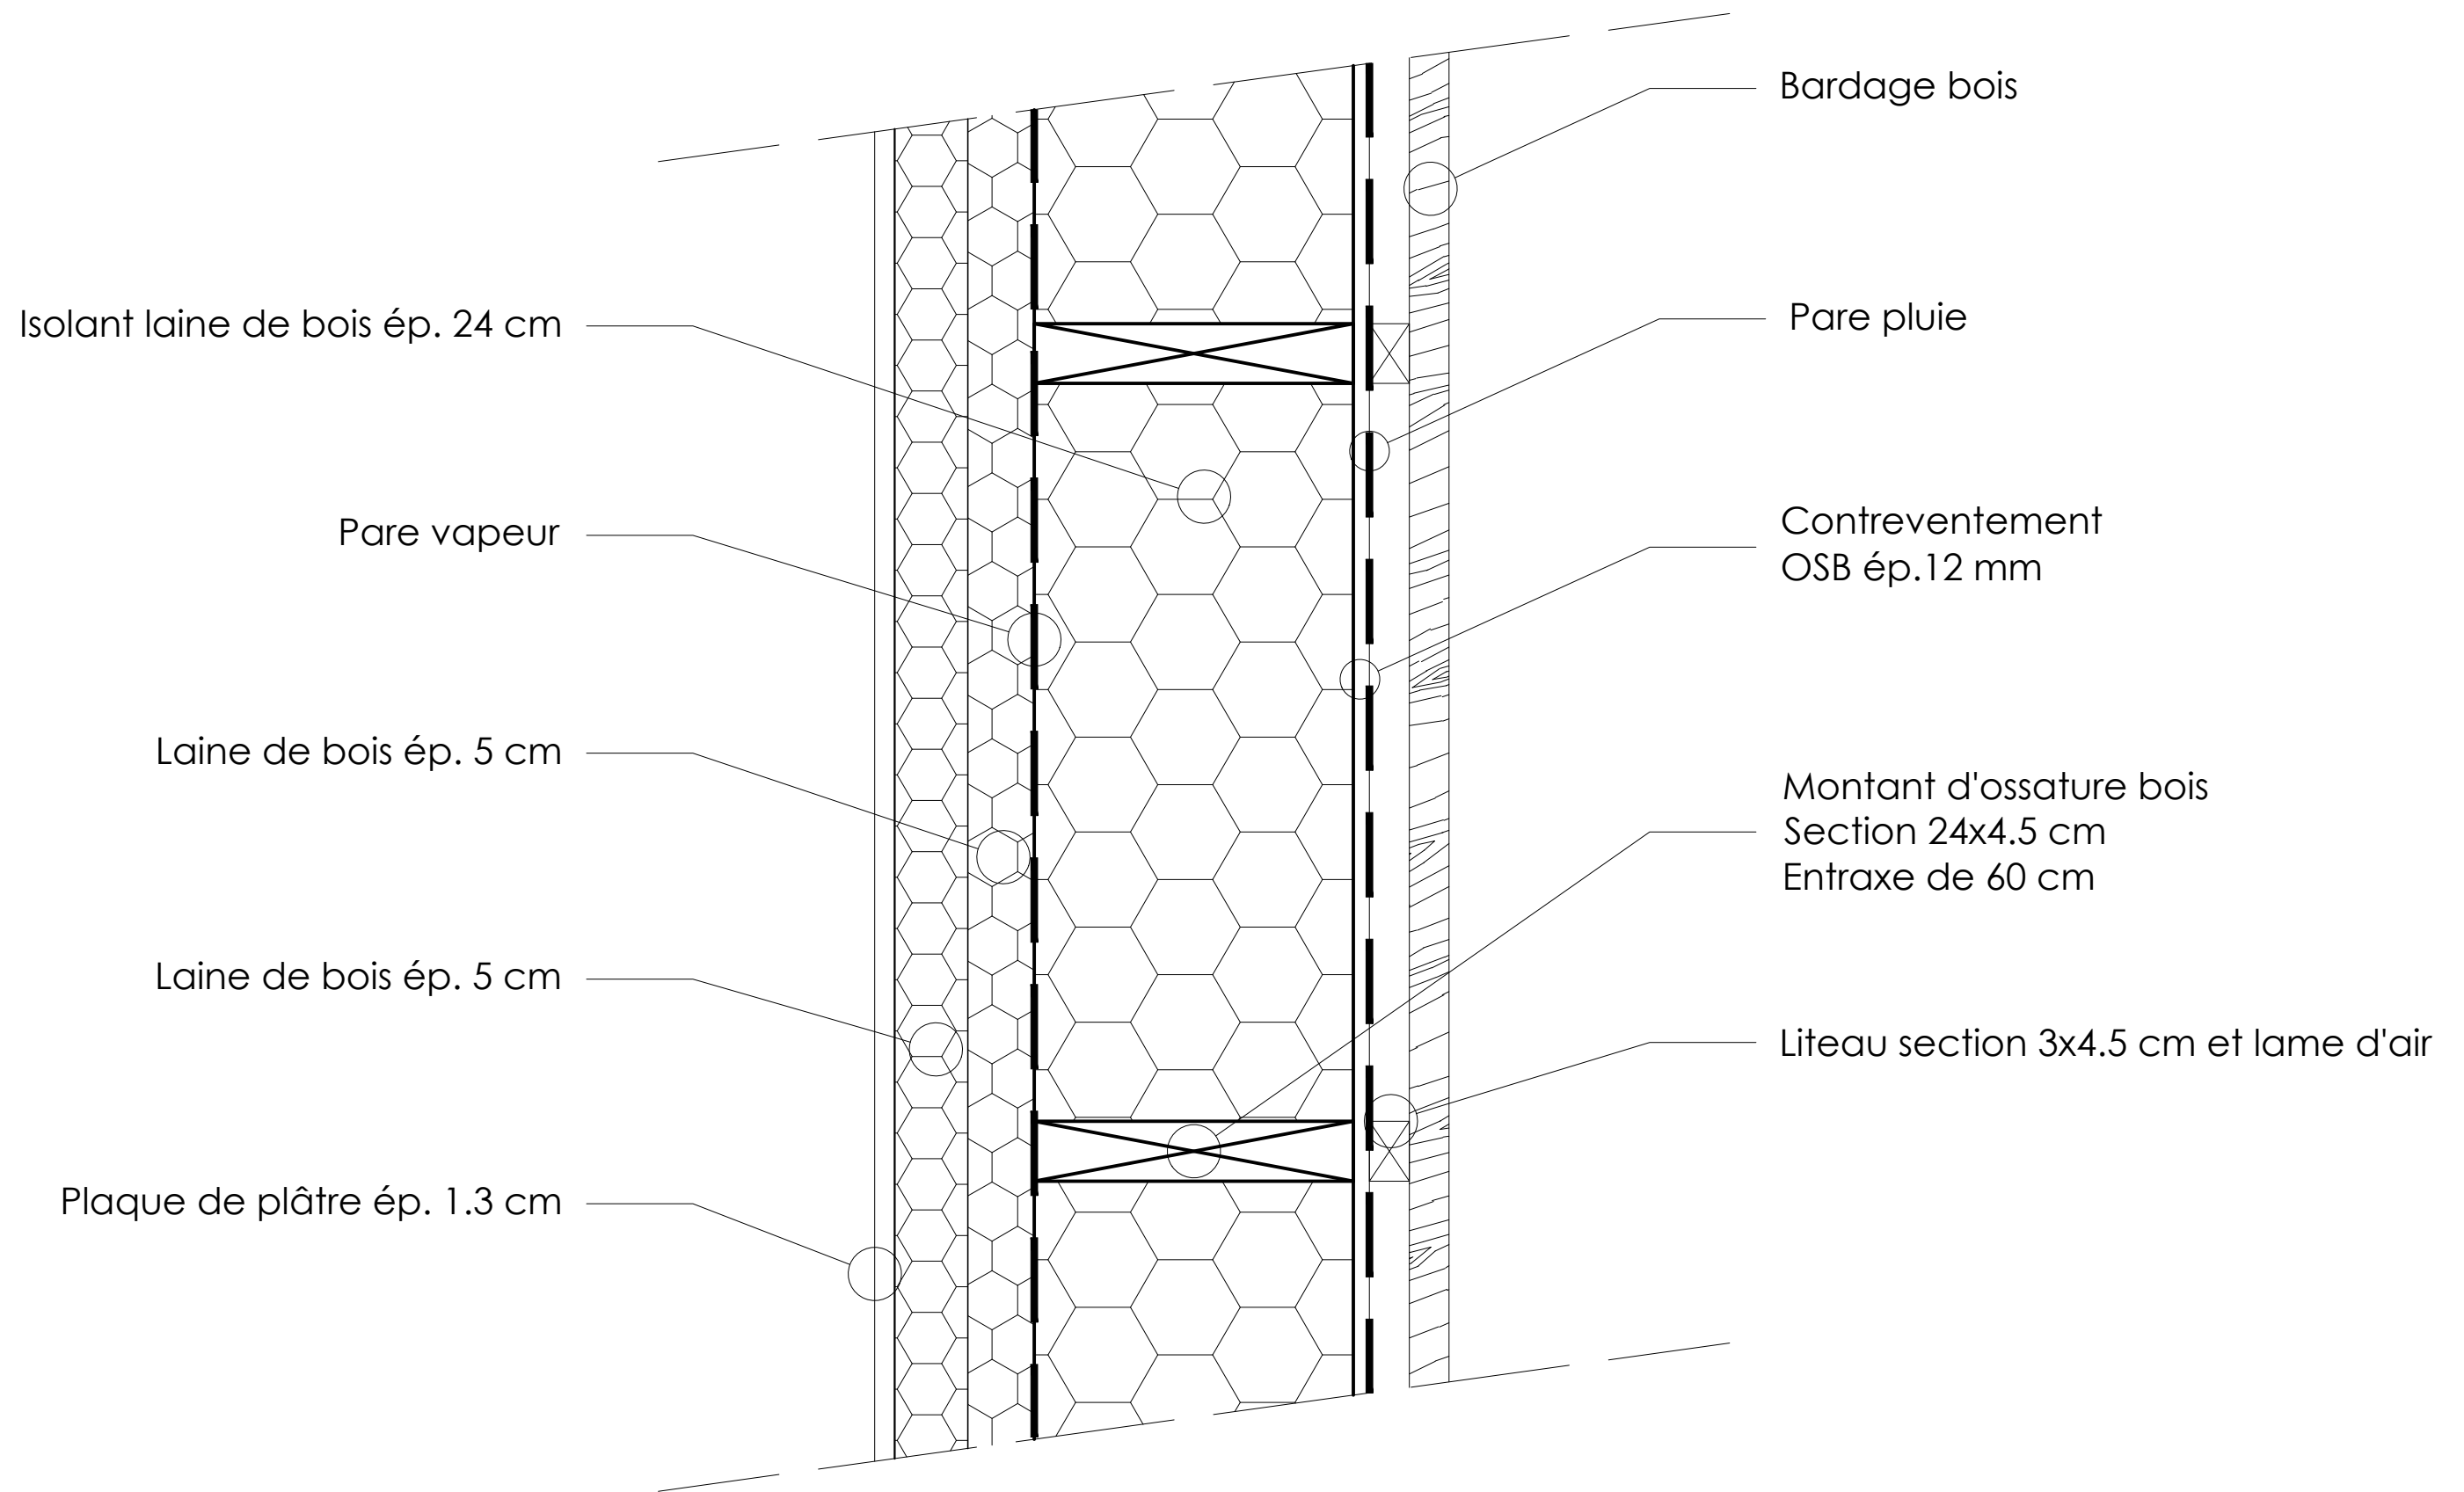 Isolant laine de bois ép. 24 cm
Pare vapeur
Laine de bois ép. 5 cm
Laine de bois ép. 5 cm
Plaque de plâtre ép. 1.3 cm
Bardage bois
Pare pluie
Contreventement
OSB ép.12 mm
Montant d'ossature bois
Section 24x4.5 cm
Entraxe de 60 cm
Liteau section 3x4.5 cm et lame d'air